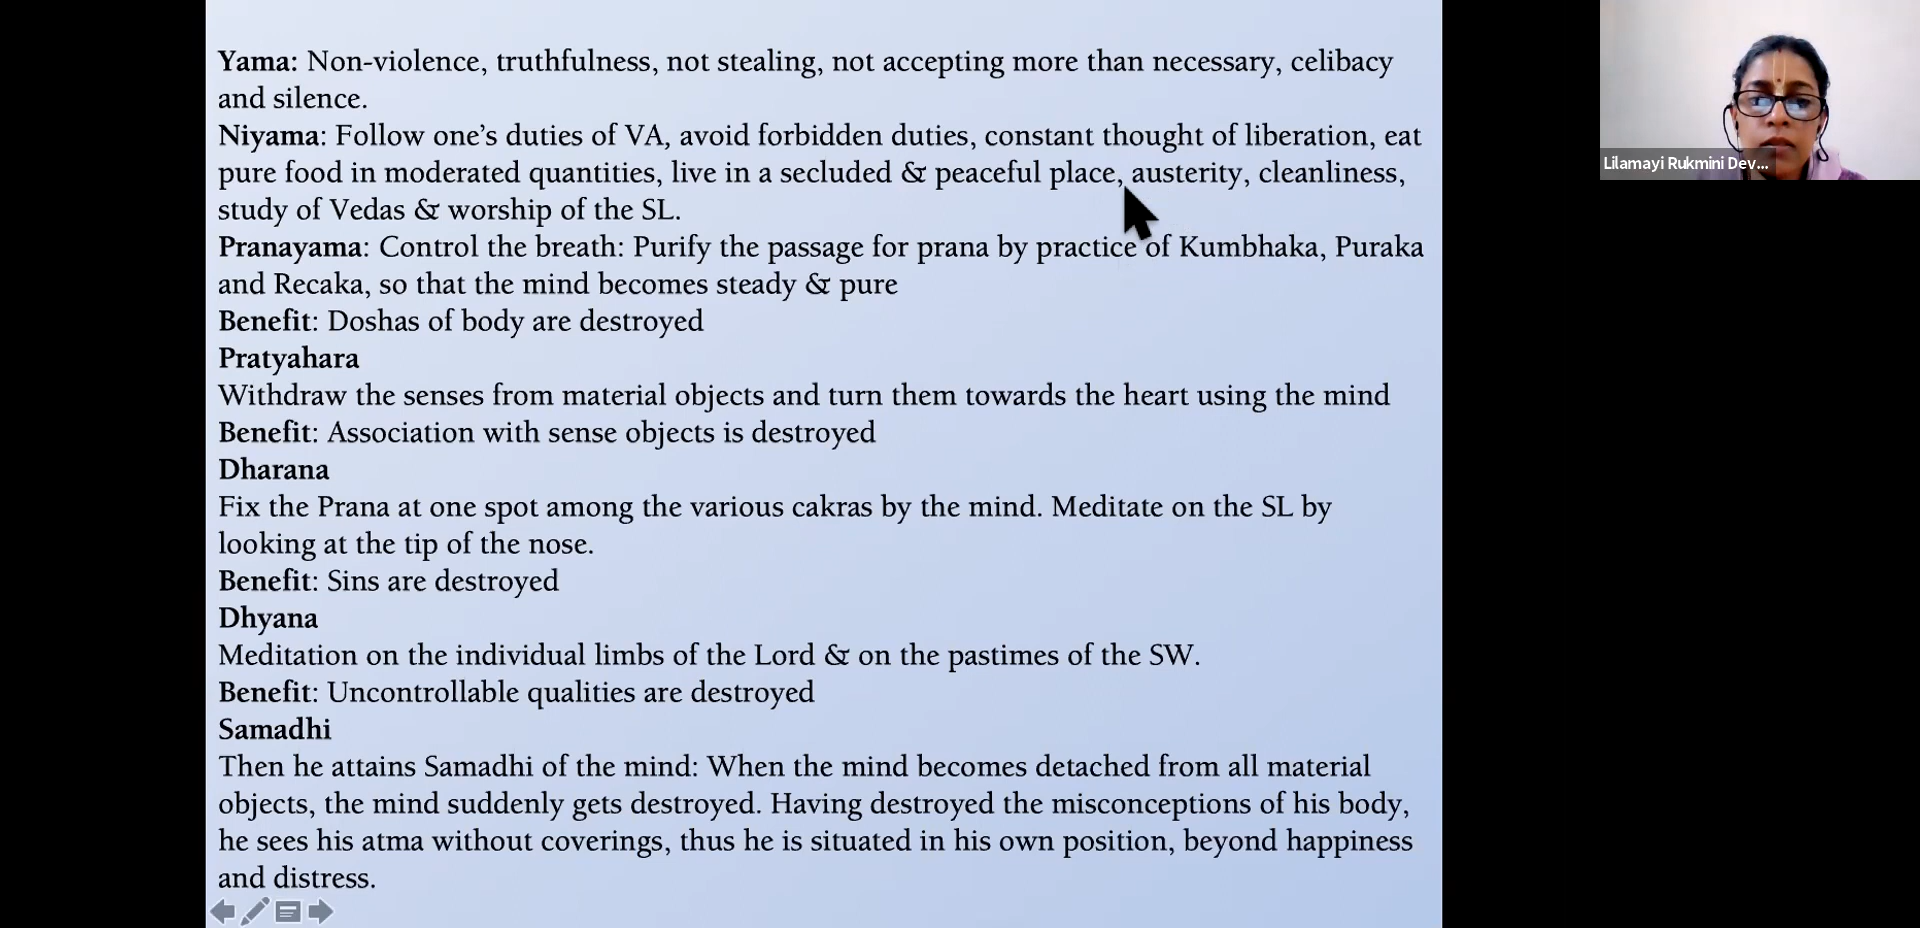 Yama: Non-violence, truthfulness, not stealing, not accepting more than necessary, celibacy
and silence.
Niyama: Follow one’s duties of VA, avoid forbidden duties, constant thought of liberation, eat
pure food in moderated quantities, live in a secluded & peaceful place, austerity, cleanliness,
study of Vedas & worship of the SL.
Pranayama: Control the breath: Purify the passage for prana by practice of Kumbhaka, Puraka
and Recaka, so that the mind becomes steady & pure
Benefit: Doshas of body are destroyed
Pratyahara
Withdraw the senses from material objects and turn them towards the heart using the mind
Benefit: Association with sense objects is destroyed
Dharana
Fix the Prana at one spot among the various cakras by the mind. Meditate on the SL by
looking at the tip of the nose.
Benefit: Sins are destroyed
Dhyana
Meditation on the individual limbs of the Lord & on the pastimes of the SW.
Benefit: Uncontrollable qualities are destroyed
Samadhi
Then he attains Samadhi of the mind: When the mind becomes detached from all material
objects, the mind suddenly gets destroyed. Having destroyed the misconceptions of his body,
he sees his atma without coverings, thus he is situated in his own position, beyond happiness
and distress.
Lilamayi Rukmini Dev...